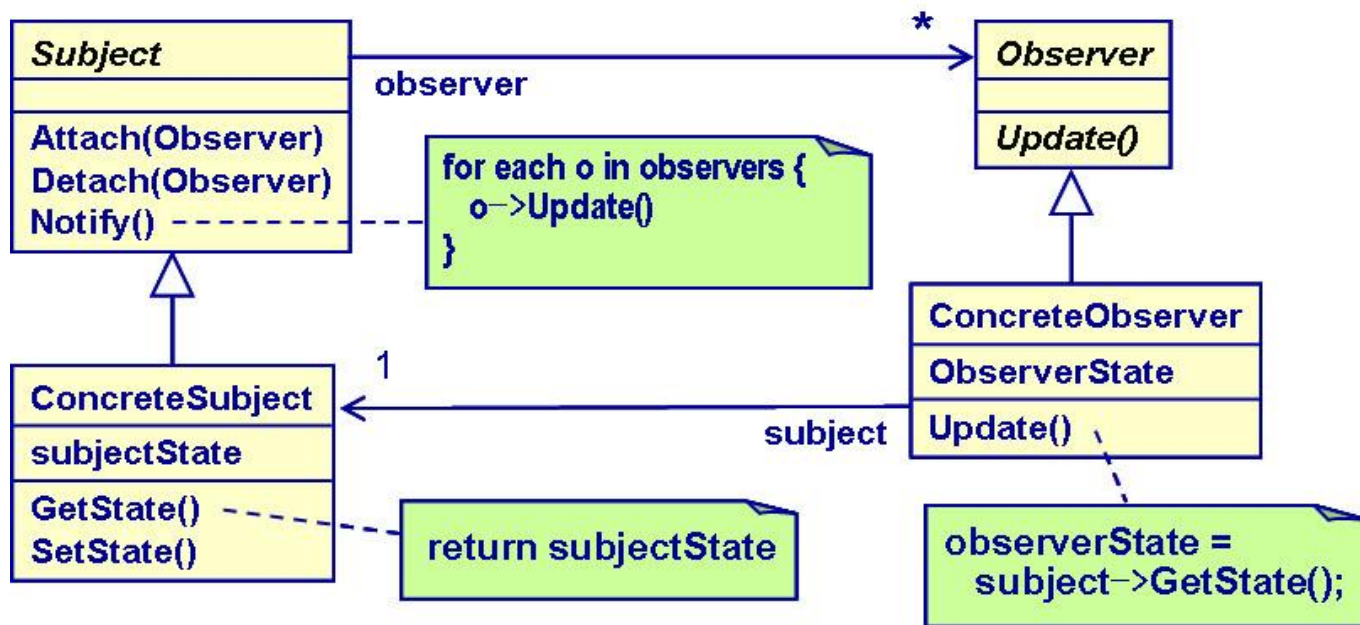 Subject
observer
*
Observer
Attach(Observer)
Detach(Observer)
Notify()
for each o in observers {
o->Update()
}
Update()
ConcreteSubject
subjectState
GetState()
SetState()
1
subject
ConcreteObserver
ObserverState
Update()
return subjectState
observerState =
subject->GetState();